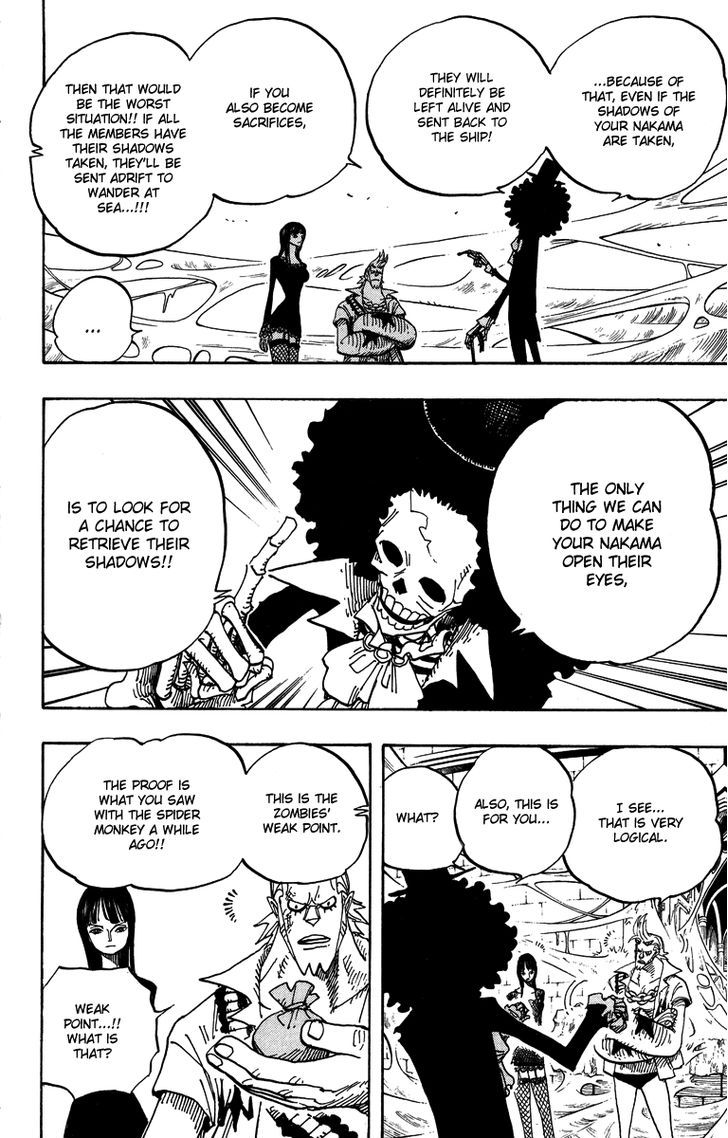 ...BECAUSE OF
THAT, EVEN IF THE
SHADOWS OF
YOUR NAKAMA
ARE TAKEN,
THEY WILL
DEFINITELY BE
LEFT ALIVE AND
SENT BACK TO
THE SHIP!
IF YOU
ALSO BECOME
SACRIFICES,
THEN THAT WOULD
BE THE WORST
SITUATION!! IF ALL
THE MEMBERS HAVE
THEIR SHADOWS
TAKEN, THEY'LL BE
SENT ADRIFT TO
WANDER AT
SEA...!!!
...
THE ONLY
THING WE CAN
DO TO MAKE
YOUR NAKAMA
OPEN THEIR
EYES,
IS TO LOOK FOR
A CHANCE TO
RETRIEVE THEIR
SHADOWS!!
I SEE...
THAT IS VERY
LOGICAL.
ALSO, THIS IS
FOR YOU...
WHAT?
THIS IS THE
ZOMBIES'
WEAK POINT.
THE PROOF IS
WHAT YOU SAW
WITH THE SPIDER
MONKEY A WHILE
AGO!!
WEAK
POINT...!!
WHAT IS
THAT?